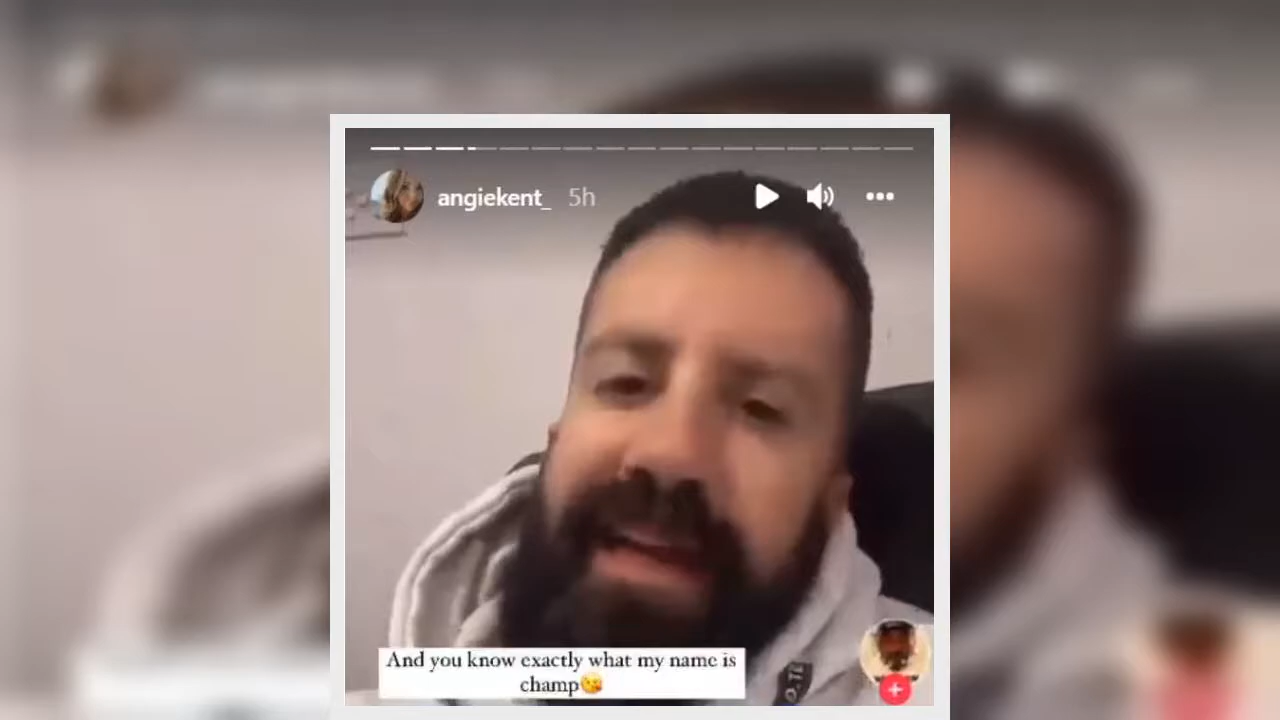 angiekent_ 5h
And you know exactly what my name is
champ😘